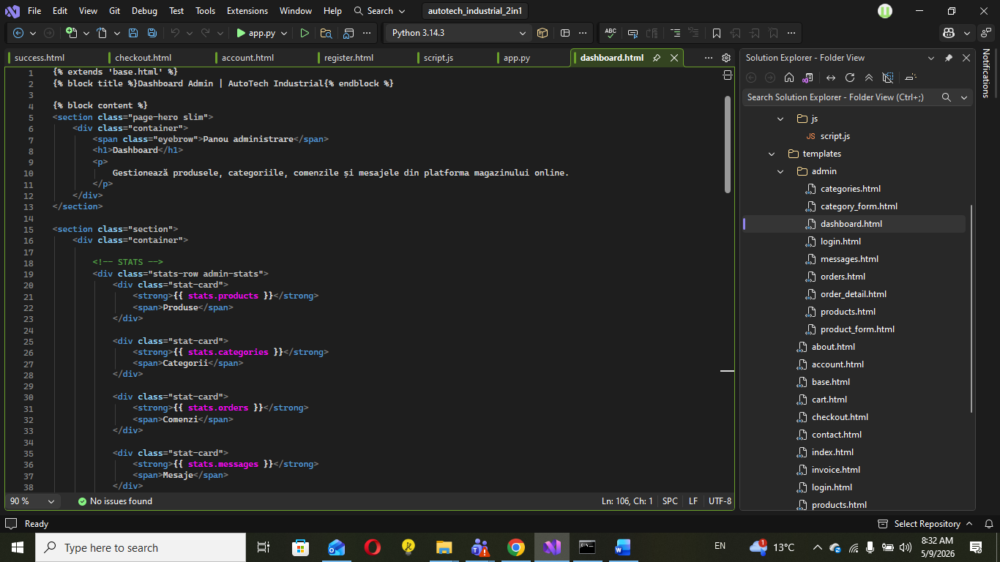 File Edit View Git Debug Test Tools Extensions Window Help Search autotech_industrial_2in1
app.py Python 3.14.3
success.html checkout.html account.html register.html script.js app.py dashboard.html
1 {% extends 'base.html' %}
2 {% block title %}Dashboard Admin | AutoTech Industrial{% endblock %}
3
4 {% block content %}
5 <section class="page-hero slim">
6 <div class="container">
7 <span class="eyebrow">Panou administrare</span>
8 <h1>Dashboard</h1>
9 <p>
10 Gestionează produsele, categoriile, comenzile și mesajele din platforma magazinului online.
11 </p>
12 </div>
13 </section>
14
15 <section class="section">
16 <div class="container">
17
18 <!-- STATS -->
19 <div class="stats-row admin-stats">
20 <div class="stat-card">
21 <strong>{{ stats.products }}</strong>
22 <span>Produse</span>
23 </div>
24
25 <div class="stat-card">
26 <strong>{{ stats.categories }}</strong>
27 <span>Categorii</span>
28 </div>
29
30 <div class="stat-card">
31 <strong>{{ stats.orders }}</strong>
32 <span>Comenzi</span>
33 </div>
34
35 <div class="stat-card">
36 <strong>{{ stats.messages }}</strong>
37 <span>Mesaje</span>
38 </div>
90 % No issues found Ln: 106, Ch: 1 SPC LF UTF-8
Solution Explorer - Folder View
Search Solution Explorer - Folder View (Ctrl+;)
js
JS script.js
templates
admin
categories.html
category_form.html
dashboard.html
login.html
messages.html
orders.html
order_detail.html
products.html
product_form.html
about.html
account.html
base.html
cart.html
checkout.html
contact.html
index.html
invoice.html
login.html
products.html
Notifications
Ready Select Repository
Type here to search EN 1 13°C 8:32 AM
5/9/2026